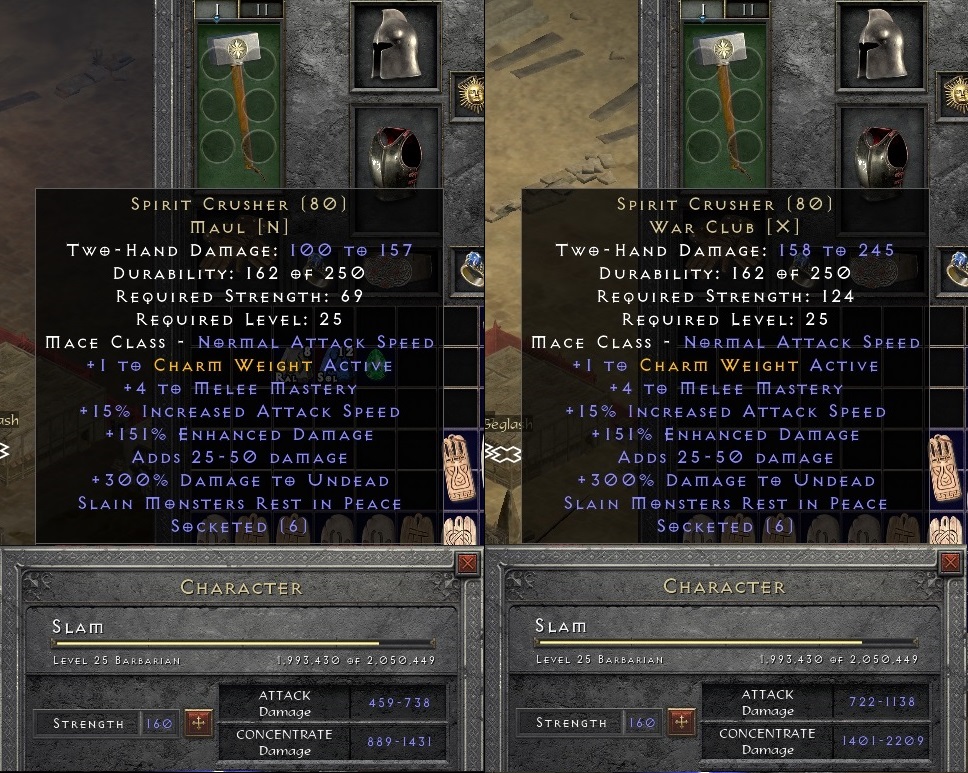 I II
SPIRIT CRUSHER (80)
MAUL [N]
TWO-HAND DAMAGE: 100 TO 157
DURABILITY: 162 OF 250
REQUIRED STRENGTH: 69
REQUIRED LEVEL: 25
MACE CLASS - NORMAL ATTACK SPEED
+1 TO CHARM WEIGHT ACTIVE
+4 TO MELEE MASTERY
+15% INCREASED ATTACK SPEED
+151% ENHANCED DAMAGE
ADDS 25-50 DAMAGE
+300% DAMAGE TO UNDEAD
SLAIN MONSTERS REST IN PEACE
SOCKETED (6)
ash
CHARACTER
SLAM
LEVEL 25 BARBARIAN 1,993,430 OF 2,050,449
STRENGTH 160
ATTACK
Damage
459-738
CONCENTRATE
Damage
889-1431
I II
SPIRIT CRUSHER (80)
WAR CLUB [X]
TWO-HAND DAMAGE: 158 TO 245
DURABILITY: 162 OF 250
REQUIRED STRENGTH: 124
REQUIRED LEVEL: 25
MACE CLASS - NORMAL ATTACK SPEED
+1 TO CHARM WEIGHT ACTIVE
+4 TO MELEE MASTERY
+15% INCREASED ATTACK SPEED
+151% ENHANCED DAMAGE
ADDS 25-50 DAMAGE
+300% DAMAGE TO UNDEAD
SLAIN MONSTERS REST IN PEACE
SOCKETED (6)
Geglash
CHARACTER
SLAM
LEVEL 25 BARBARIAN 1,993,430 OF 2,050,449
STRENGTH 160
ATTACK
Damage
722-1138
CONCENTRATE
Damage
1401-2209